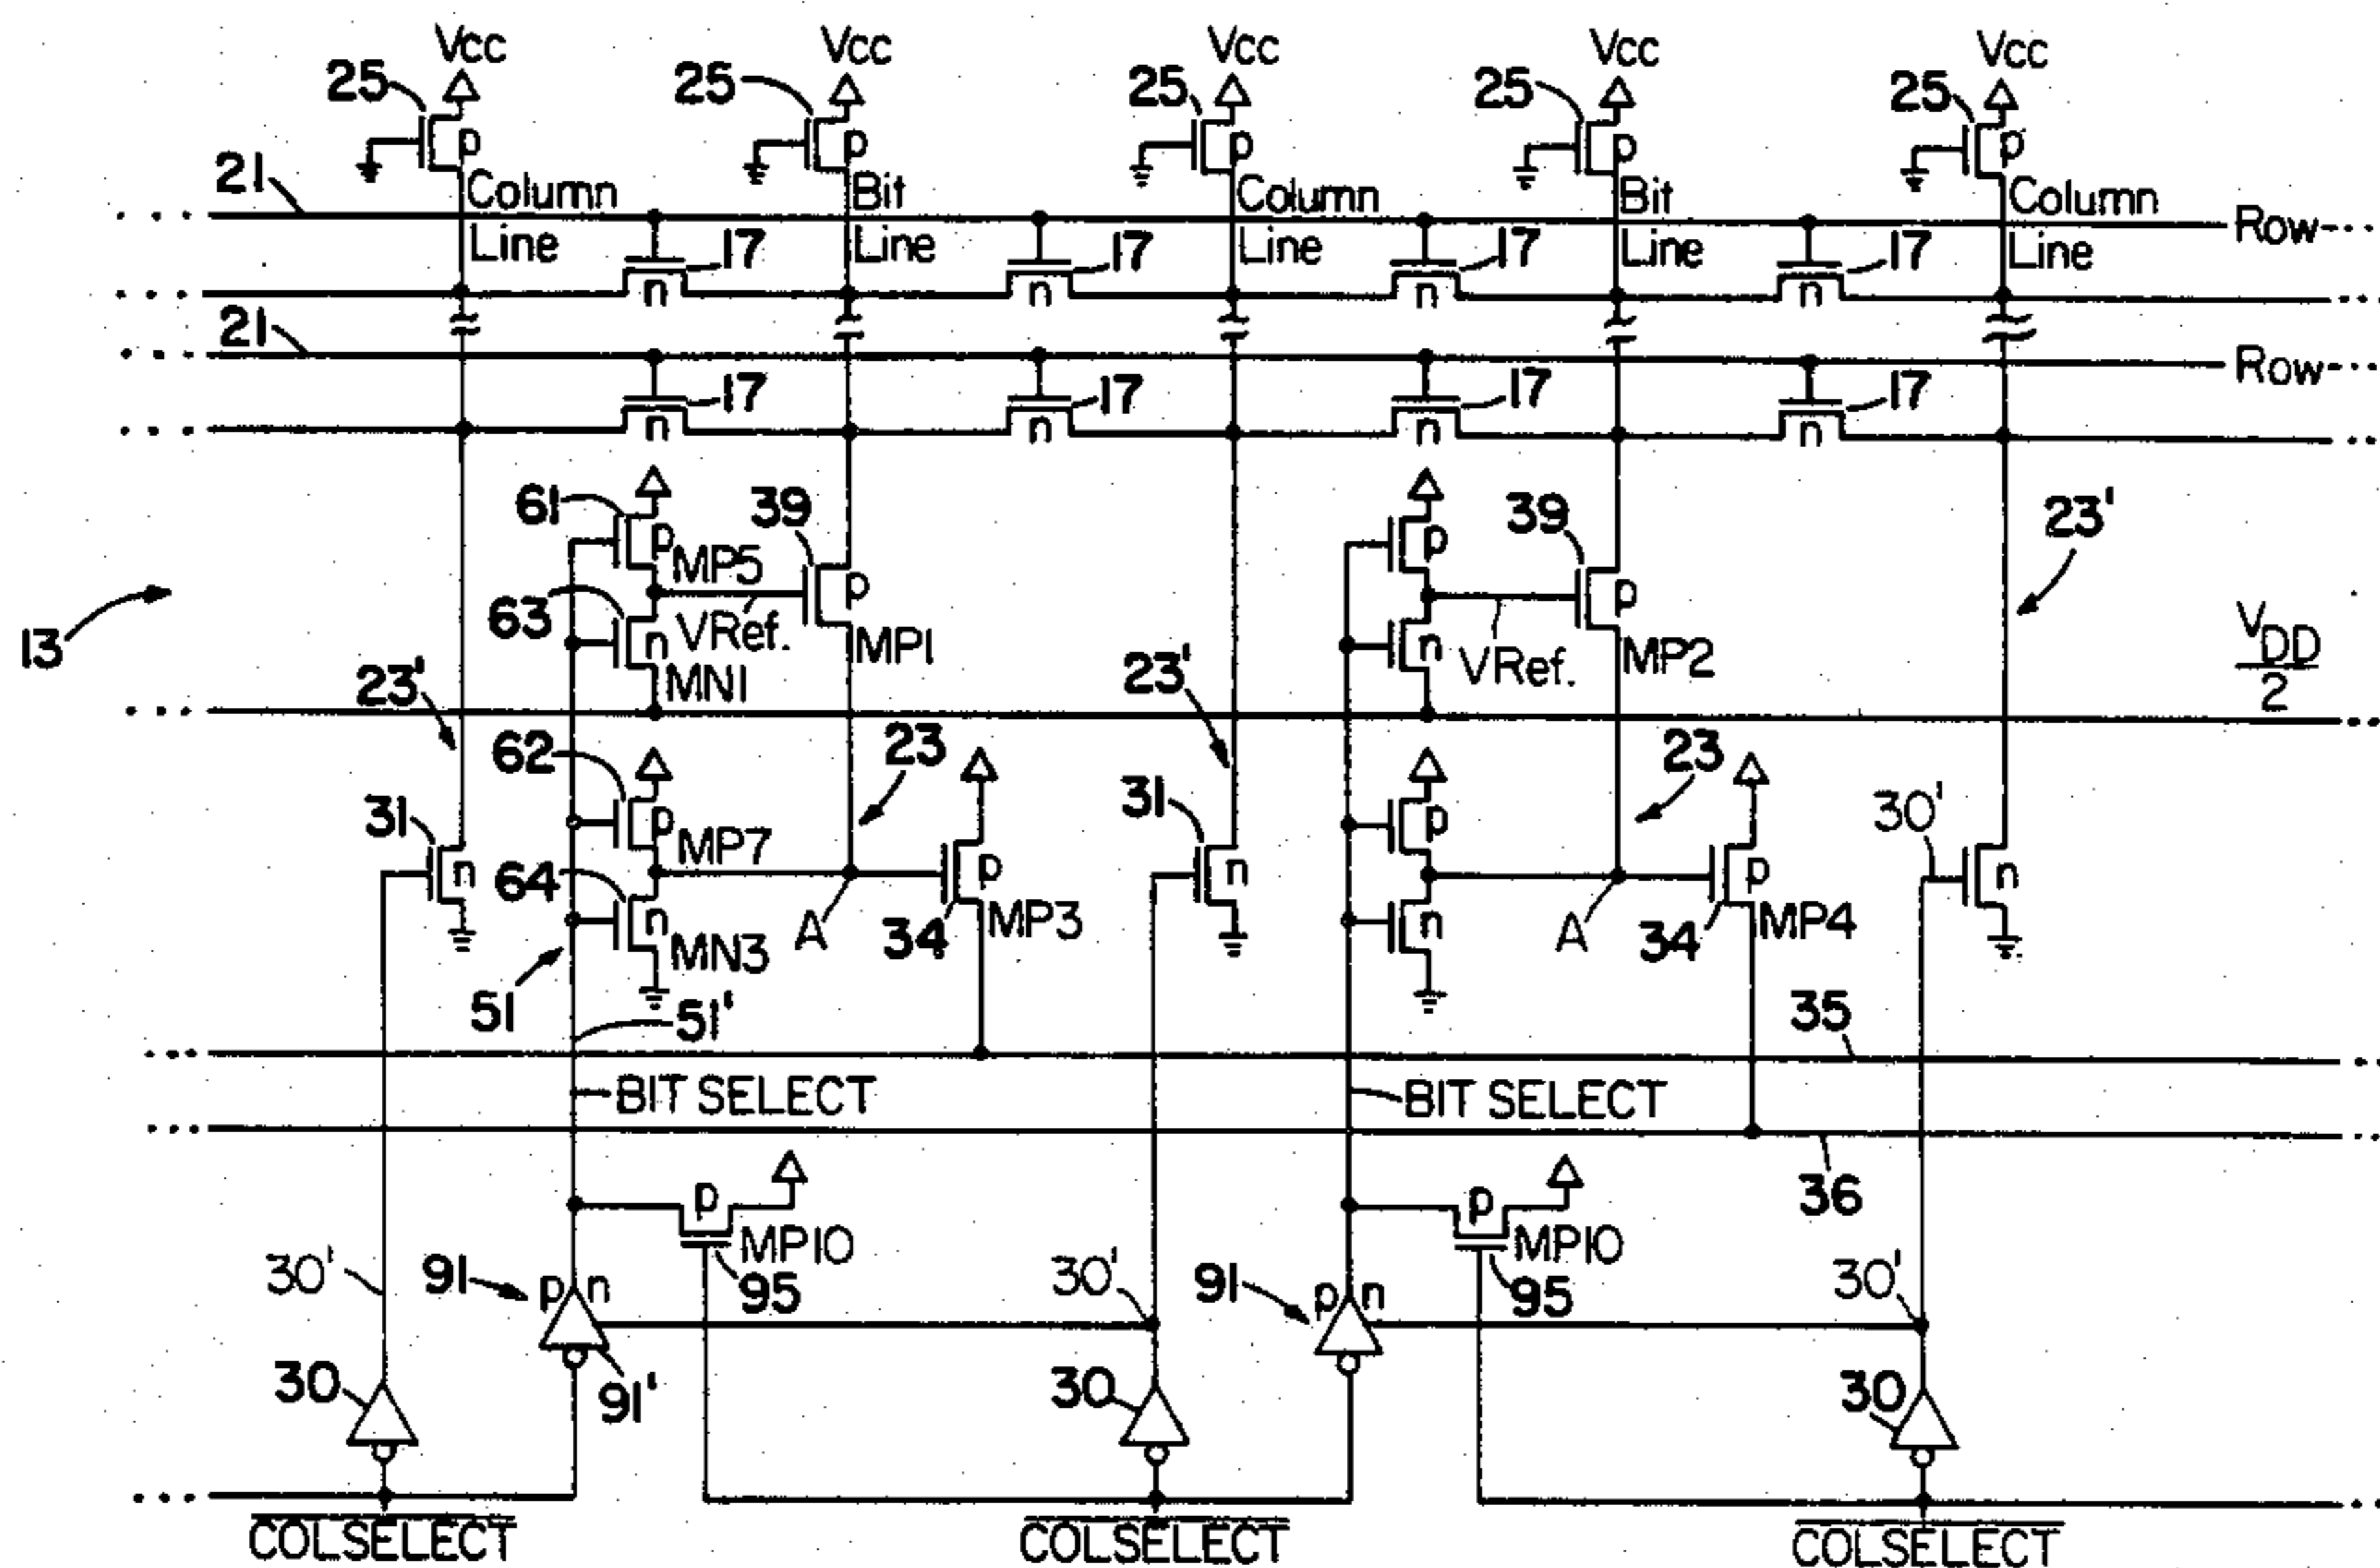 Vcc Vcc Vcc Vcc Vcc
25 25 25 25 25
p p p p p
21 Column Line Bit Line Column Line Bit Line Column Line Row
17 17 17 17
n n n n
21 Row
17 17 17 17
n n n n
61 p MP5 39 p MP1 p 39 p MP2 23'
13 63 n MN1 VRef. n VRef. VDD/2
23' 23'
62 p MP7 23 p 23
31 n 64 n MN3 A 34 p MP3 31 n n A 34 p MP4 30' n
51 51' 35
BIT SELECT BIT SELECT
36
p MP10 95 p MP10 95
30' 91 p n 30' 91 p n 30'
30 91' 30 30
COLSELECT COLSELECT COLSELECT